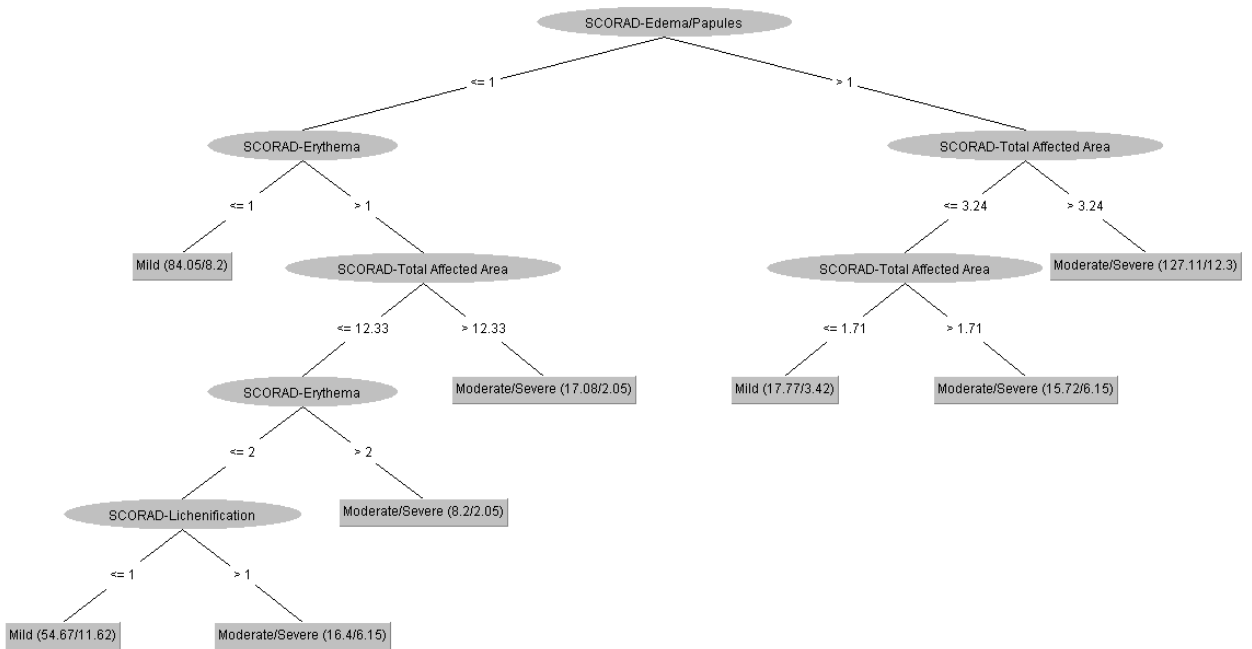 SCORAD-Edema/Papules
<= 1
> 1
SCORAD-Erythema
SCORAD-Total Affected Area
<= 1
> 1
<= 3.24
> 3.24
Mild (84.05/8.2)
SCORAD-Total Affected Area
SCORAD-Total Affected Area
Moderate/Severe (127.11/12.3)
<= 12.33
> 12.33
<= 1.71
> 1.71
SCORAD-Erythema
Moderate/Severe (17.08/2.05)
Mild (17.77/3.42)
Moderate/Severe (15.72/6.15)
<= 2
> 2
SCORAD-Lichenification
Moderate/Severe (8.2/2.05)
<= 1
> 1
Mild (54.67/11.62)
Moderate/Severe (16.4/6.15)